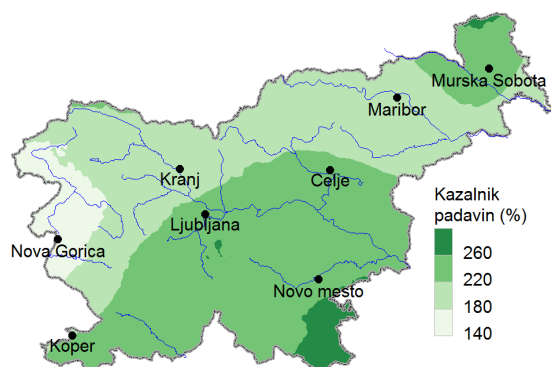 Murska Sobota
Maribor
Kranj
Celje
Ljubljana
Nova Gorica
Novo mesto
Koper
Kazalnik
padavin (%)
260
220
180
140